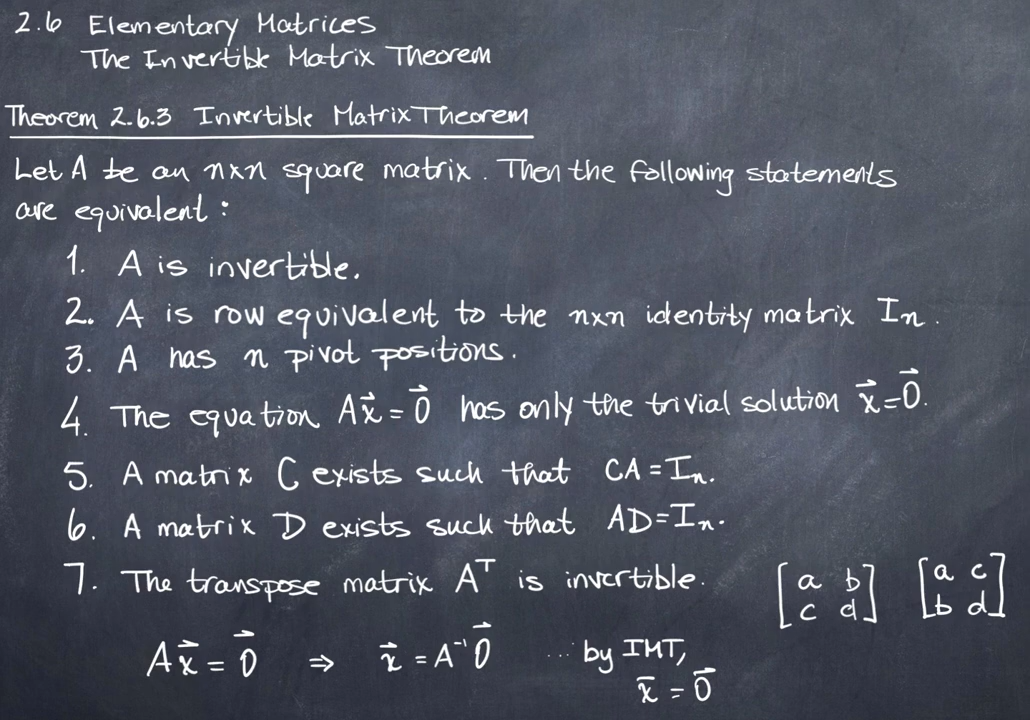 2.6 Elementary Matrices
The Invertible Matrix Theorem
Theorem 2.6.3 Invertible Matrix Theorem
Let A be an n×n square matrix. Then the following statements
are equivalent:
1. A is invertible.
2. A is row equivalent to the n×n identity matrix Iₙ.
3. A has n pivot positions.
4. The equation Ax⃗ = 0⃗ has only the trivial solution x⃗ = 0⃗.
5. A matrix C exists such that CA = Iₙ.
6. A matrix D exists such that AD = Iₙ.
7. The transpose matrix Aᵀ is invertible.
[a b] [a c]
[c d] [b d]
Ax⃗ = 0⃗ ⇒ x⃗ = A⁻¹0⃗ ... by IMT,
x̄ = 0⃗